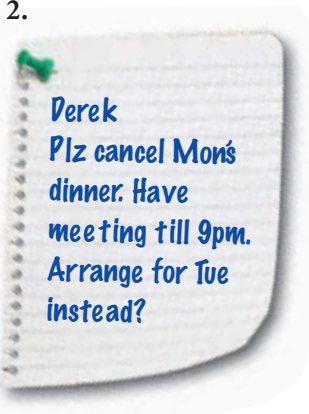 2.
Derek
Plz cancel Mon's
dinner. Have
meeting till 9pm.
Arrange for Tue
instead?